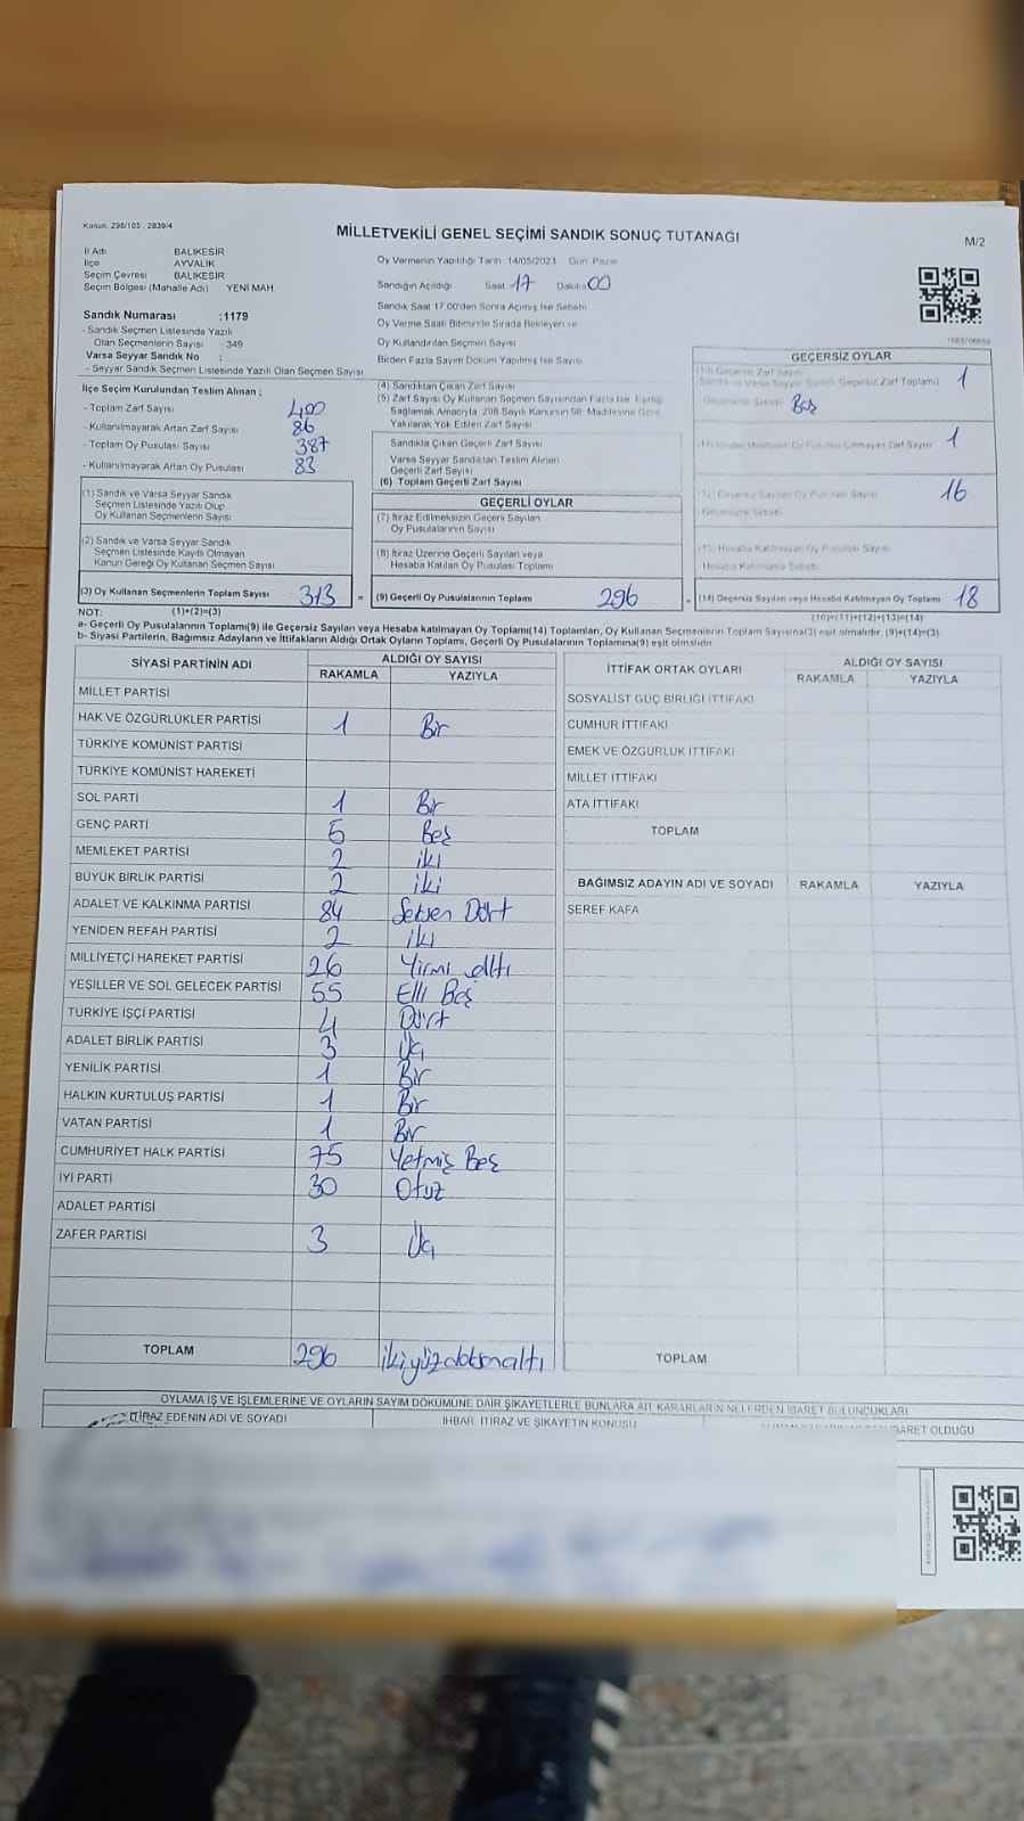 Kanun: 298/105 - 2839/4
MİLLETVEKİLİ GENEL SEÇİMİ SANDIK SONUÇ TUTANAĞI
M/2
İl Adı BALIKESİR
İlçe AYVALIK
Seçim Çevresi BALIKESİR
Seçim Bölgesi (Mahalle Adı) YENİ MAH.
Sandık Numarası :1179
- Sandık Seçmen Listesinde Yazılı
Olan Seçmenlerin Sayısı 349
Varsa Seyyar Sandık No :
- Seyyar Sandık Seçmen Listesinde Yazılı Olan Seçmen Sayısı
Oy Vermenin Yapıldığı Tarih :14/05/2023 Gün: Pazar
Sandığın Açıldığı Saat :17 Dakika:00
Sandık Saat 17:00'den Sonra Açılmış İse Sebebi
Oy Verme Saati Bitiminde Sırada Bekleyen ve
Oy Kullandırılan Seçmen Sayısı
Birden Fazla Sayım Döküm Yapılmış İse Sayısı
İlçe Seçim Kurulundan Teslim Alınan ;
- Toplam Zarf Sayısı 400
- Kullanılmayarak Artan Zarf Sayısı 86
- Toplam Oy Pusulası Sayısı 387
- Kullanılmayarak Artan Oy Pusulası 83
(1) Sandık ve Varsa Seyyar Sandık
Seçmen Listesinde Yazılı Olup
Oy Kullanan Seçmenlerin Sayısı
(2) Sandık ve Varsa Seyyar Sandık
Seçmen Listesinde Kayıtlı Olmayan
Kanun Gereği Oy Kullanan Seçmen Sayısı
(3) Oy Kullanan Seçmenlerin Toplam Sayısı 313 =
(4) Sandıktan Çıkan Zarf Sayısı
(5) Zarf Sayısı Oy Kullanan Seçmen Sayısından Fazla İse, Eşitliği
Sağlamak Amacıyla, 298 Sayılı Kanunun 98. Maddesine Göre
Yakılarak Yok Edilen Zarf Sayısı
Sandıkta Çıkan Geçerli Zarf Sayısı
Varsa Seyyar Sandıktan Teslim Alınan
Geçerli Zarf Sayısı
(6) Toplam Geçerli Zarf Sayısı
GEÇERLİ OYLAR
(7) İtiraz Edilmeksizin Geçerli Sayılan
Oy Pusulalarının Sayısı
(8) İtiraz Üzerine Geçerli Sayılan veya
Hesaba Katılan Oy Pusulası Toplamı
(9) Geçerli Oy Pusulalarının Toplamı 296
GEÇERSİZ OYLAR
1
Boş
1
16
(14) Geçersiz Sayılan veya Hesaba Katılmayan Oy Toplamı 18
NOT: (1)+(2)=(3)
(10)+(11)+(12)+(13)=(14)
a- Geçerli Oy Pusulalarının Toplamı(9) ile Geçersiz Sayılan veya Hesaba katılmayan Oy Toplamı(14) Toplamları, Oy Kullanan Seçmenlerin Toplam Sayısına(3) eşit olmalıdır. (9)+(14)=(3)
b- Siyasi Partilerin, Bağımsız Adayların ve İttifakların Aldığı Ortak Oyların Toplamı, Geçerli Oy Pusulalarının Toplamına(9) eşit olmalıdır.
SİYASİ PARTİNİN ADI ALDIĞI OY SAYISI
RAKAMLA YAZIYLA
MİLLET PARTİSİ
HAK VE ÖZGÜRLÜKLER PARTİSİ 1 Bir
TÜRKİYE KOMÜNİST PARTİSİ
TÜRKİYE KOMÜNİST HAREKETİ
SOL PARTİ 1 Bir
GENÇ PARTİ 5 Beş
MEMLEKET PARTİSİ 2 iki
BÜYÜK BİRLİK PARTİSİ 2 iki
ADALET VE KALKINMA PARTİSİ 84 Seksen Dört
YENİDEN REFAH PARTİSİ 2 iki
MİLLİYETÇİ HAREKET PARTİSİ 26 Yirmi altı
YEŞİLLER VE SOL GELECEK PARTİSİ 55 Elli Beş
TÜRKİYE İŞÇİ PARTİSİ 4 Dört
ADALET BİRLİK PARTİSİ 3 Üç
YENİLİK PARTİSİ 1 Bir
HALKIN KURTULUŞ PARTİSİ 1 Bir
VATAN PARTİSİ 1 Bir
CUMHURİYET HALK PARTİSİ 75 Yetmiş Beş
İYİ PARTİ 30 Otuz
ADALET PARTİSİ
ZAFER PARTİSİ 3 Üç
TOPLAM 296 ikiyüzdoksanaltı
İTTİFAK ORTAK OYLARI ALDIĞI OY SAYISI
RAKAMLA YAZIYLA
SOSYALİST GÜÇ BİRLİĞİ İTTİFAKI
CUMHUR İTTİFAKI
EMEK VE ÖZGÜRLÜK İTTİFAKI
MİLLET İTTİFAKI
ATA İTTİFAKI
TOPLAM
BAĞIMSIZ ADAYIN ADI VE SOYADI RAKAMLA YAZIYLA
ŞEREF KAFA
TOPLAM
OYLAMA İŞ VE İŞLEMLERİNE VE OYLARIN SAYIM DÖKÜMÜNE DAİR ŞİKAYETLERLE BUNLARA AİT KARARLARIN NELERDEN İBARET BULUNDUKLARI
İTİRAZ EDENİN ADI VE SOYADI
İHBAR, İTİRAZ VE ŞİKAYETİN KONUSU
İBARET OLDUĞU